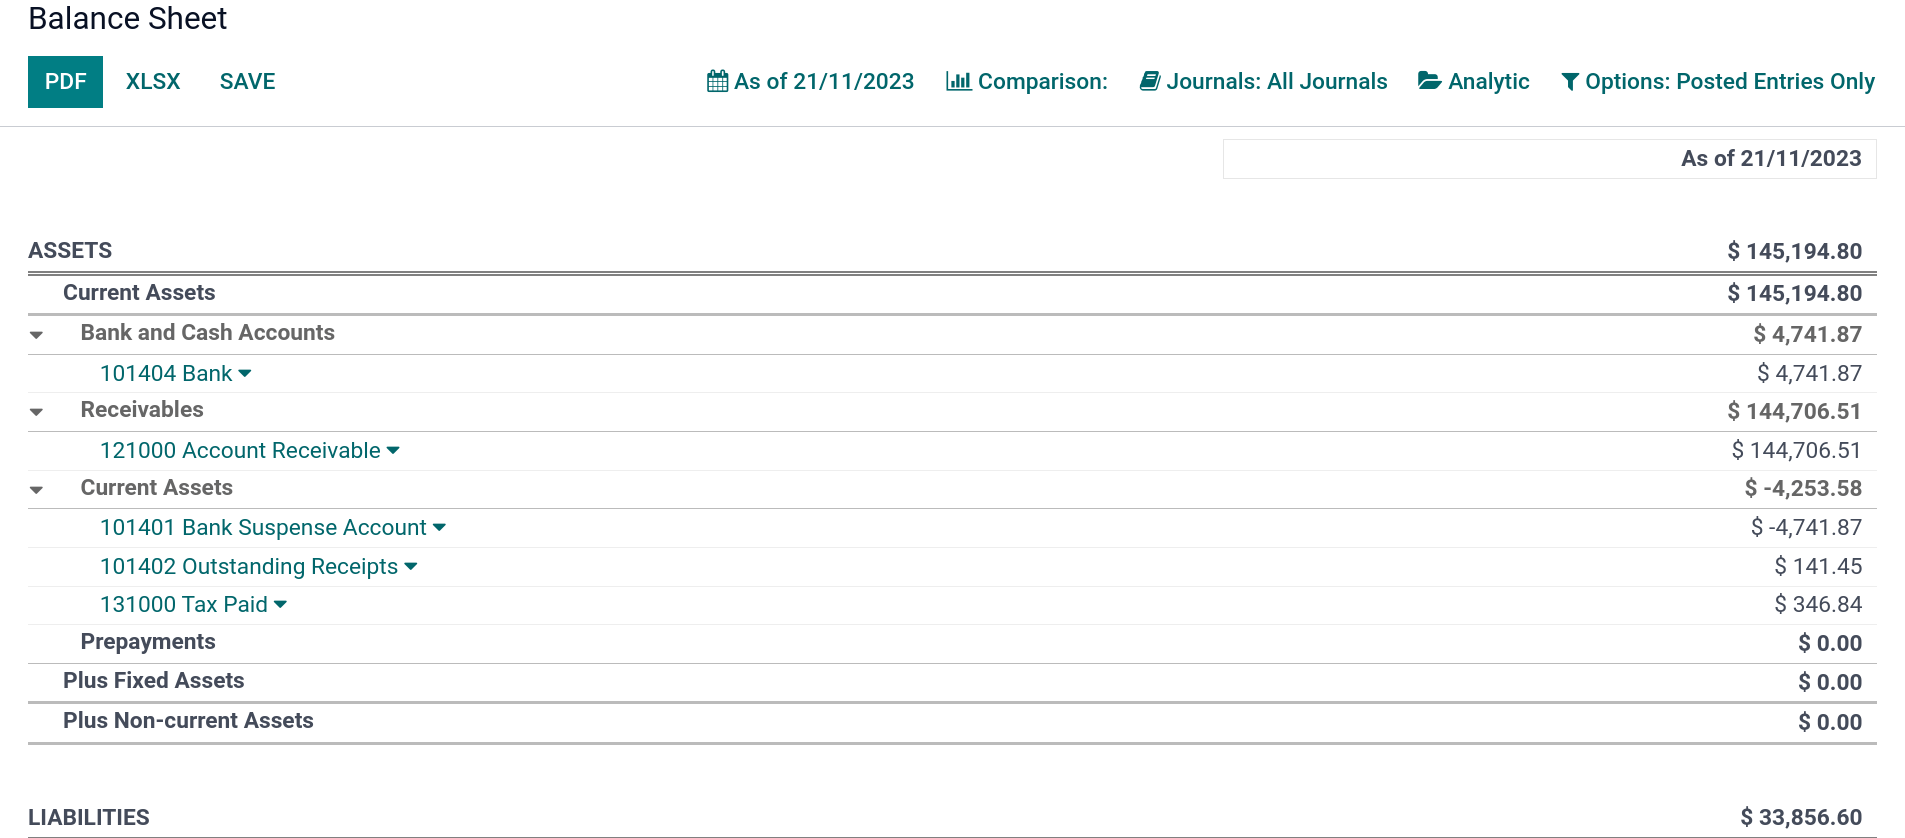 Balance Sheet
PDF XLSX SAVE As of 21/11/2023 Comparison: Journals: All Journals Analytic Options: Posted Entries Only
As of 21/11/2023
ASSETS $ 145,194.80
Current Assets $ 145,194.80
Bank and Cash Accounts $ 4,741.87
101404 Bank $ 4,741.87
Receivables $ 144,706.51
121000 Account Receivable $ 144,706.51
Current Assets $ -4,253.58
101401 Bank Suspense Account $ -4,741.87
101402 Outstanding Receipts $ 141.45
131000 Tax Paid $ 346.84
Prepayments $ 0.00
Plus Fixed Assets $ 0.00
Plus Non-current Assets $ 0.00
LIABILITIES $ 33,856.60